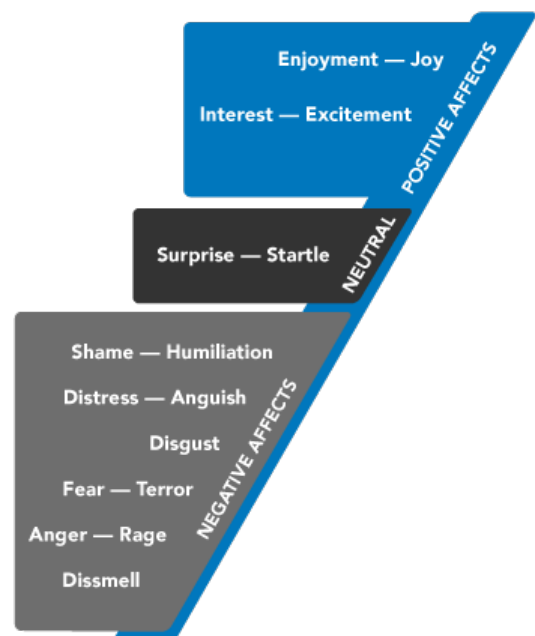 Enjoyment — Joy
Interest — Excitement
POSITIVE AFFECTS
Surprise — Startle
NEUTRAL
Shame — Humiliation
Distress — Anguish
Disgust
Fear — Terror
Anger — Rage
Dissmell
NEGATIVE AFFECTS